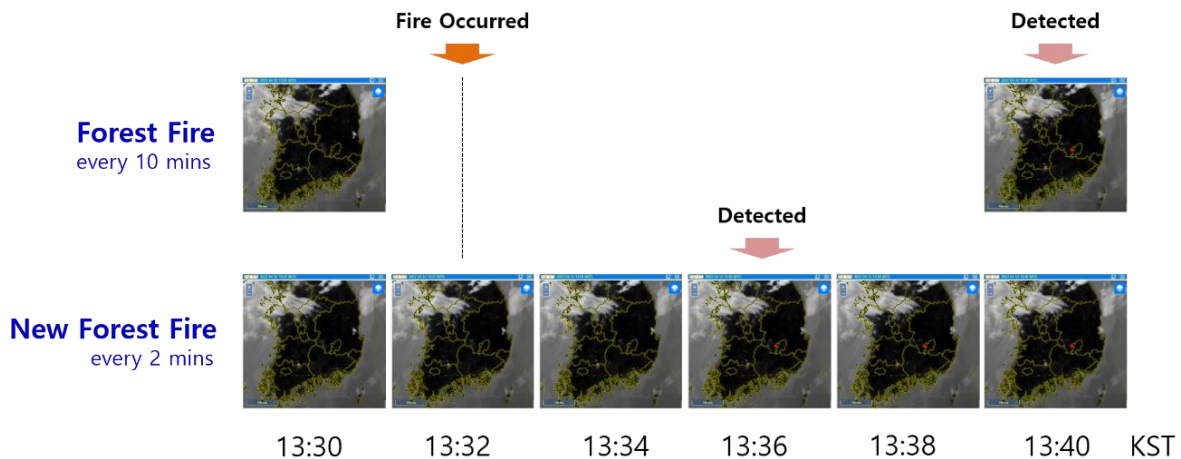 Fire Occurred
Detected
Forest Fire
every 10 mins
Detected
New Forest Fire
every 2 mins
13:30 13:32 13:34 13:36 13:38 13:40 KST